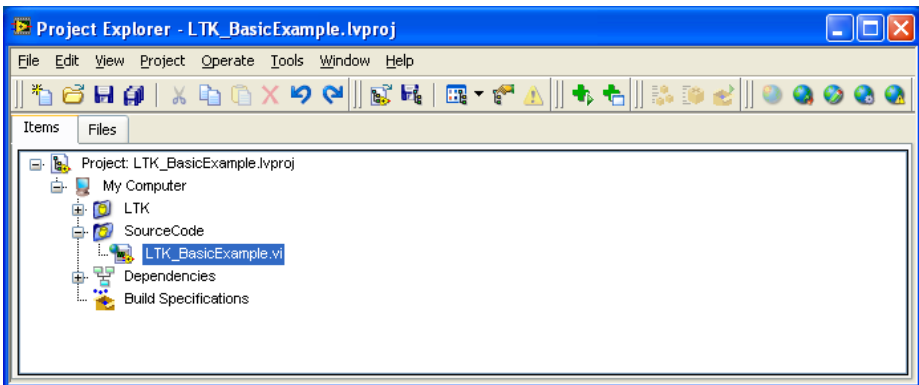 Project Explorer - LTK_BasicExample.lvproj
File Edit View Project Operate Tools Window Help
Items Files
Project: LTK_BasicExample.lvproj
My Computer
LTK
SourceCode
LTK_BasicExample.vi
Dependencies
Build Specifications